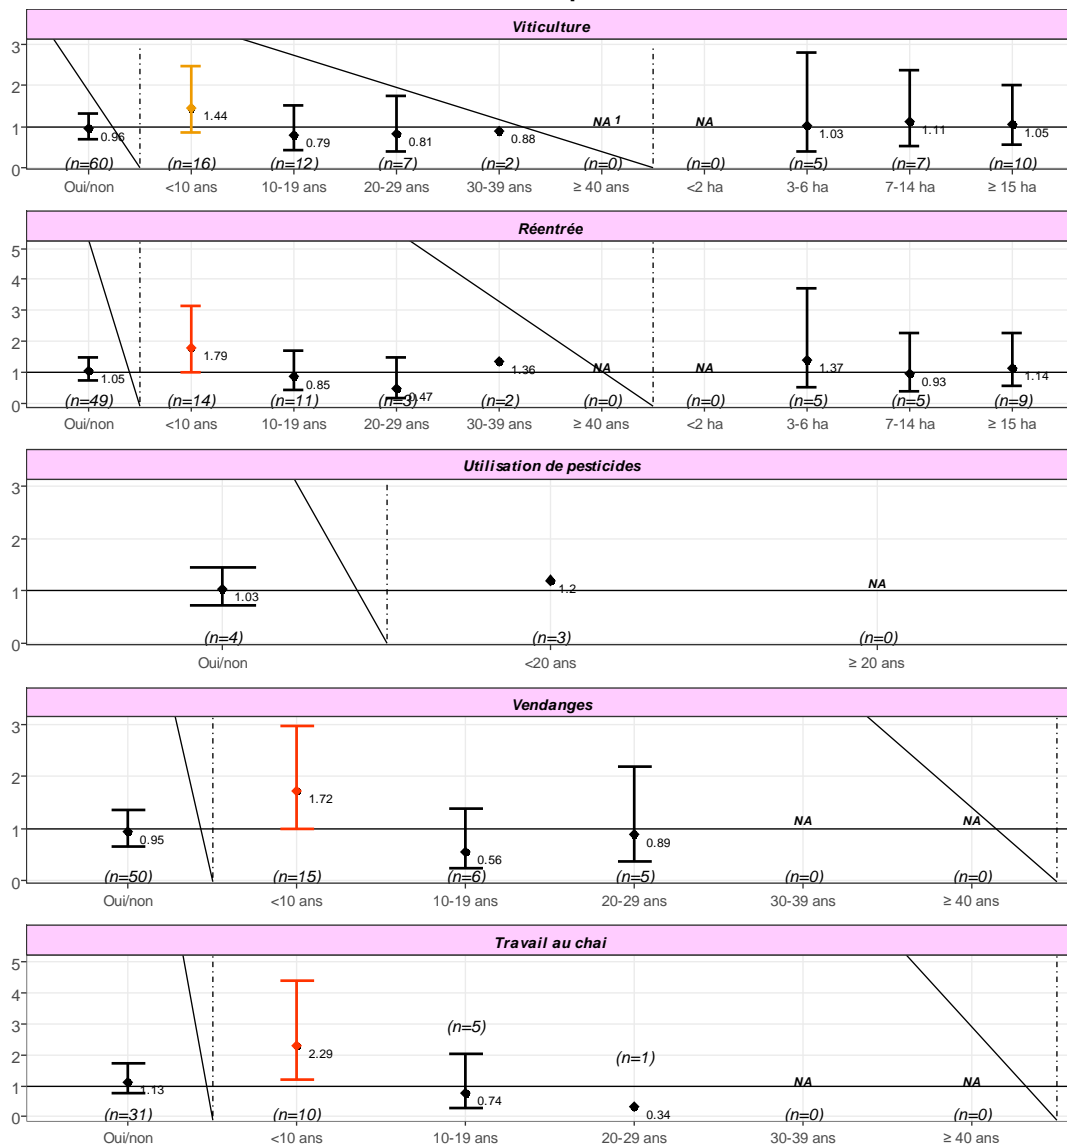 Viticulture
3
2
1
0
0.96
1.44
0.79
0.81
0.88
NA 1
NA
1.03
1.11
1.05
(n=60)
(n=16)
(n=12)
(n=7)
(n=2)
(n=0)
(n=0)
(n=5)
(n=7)
(n=10)
Oui/non
<10 ans
10-19 ans
20-29 ans
30-39 ans
≥ 40 ans
<2 ha
3-6 ha
7-14 ha
≥ 15 ha
Réentrée
5
4
3
2
1
0
1.05
1.79
0.85
0.47
1.36
NA
NA
1.37
0.93
1.14
(n=49)
(n=14)
(n=11)
(n=3)
(n=2)
(n=0)
(n=0)
(n=5)
(n=5)
(n=9)
Oui/non
<10 ans
10-19 ans
20-29 ans
30-39 ans
≥ 40 ans
<2 ha
3-6 ha
7-14 ha
≥ 15 ha
Utilisation de pesticides
3
2
1
0
1.03
1.2
NA
(n=4)
(n=3)
(n=0)
Oui/non
<20 ans
≥ 20 ans
Vendanges
3
2
1
0
0.95
1.72
0.56
0.89
NA
NA
(n=50)
(n=15)
(n=6)
(n=5)
(n=0)
(n=0)
Oui/non
<10 ans
10-19 ans
20-29 ans
30-39 ans
≥ 40 ans
Travail au chai
5
4
3
2
1
0
(n=5)
(n=1)
1.13
2.29
0.74
0.34
NA
NA
(n=31)
(n=10)
(n=0)
(n=0)
Oui/non
<10 ans
10-19 ans
20-29 ans
30-39 ans
≥ 40 ans